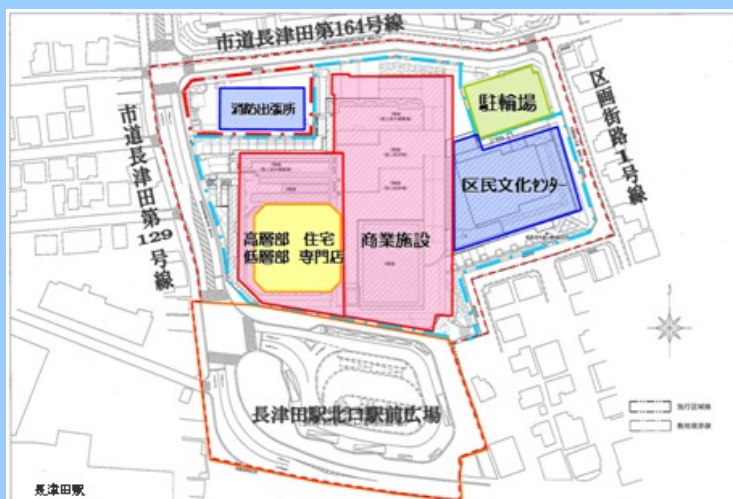 市道長津田第164号線
市道長津田第129号線
区画街路1号線
消防出張所
駐輪場
区民文化センター
高層部 住宅
低層部 専門店
商業施設
長津田駅北口駅前広場
長津田駅